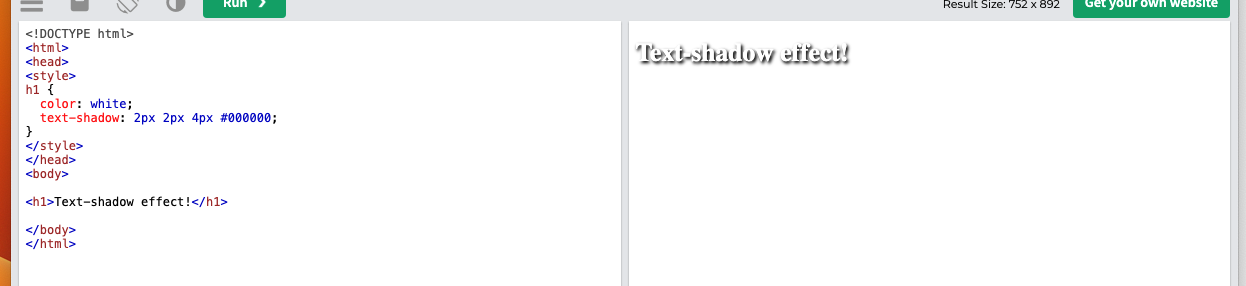 Run ❯
Result Size: 752 x 892
Get your own website
<!DOCTYPE html>
<html>
<head>
<style>
h1 {
  color: white;
  text-shadow: 2px 2px 4px #000000;
}
</style>
</head>
<body>
<h1>Text-shadow effect!</h1>
</body>
</html>
Text-shadow effect!